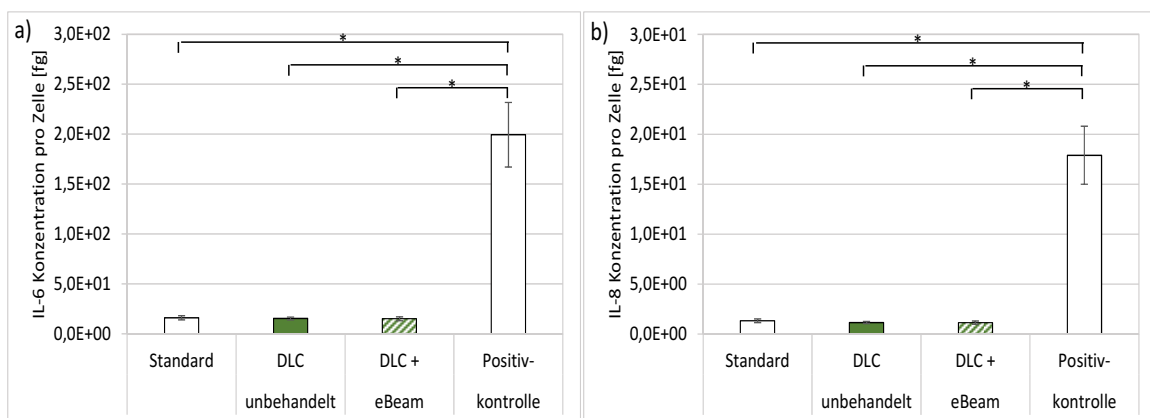 a)
IL-6 Konzentration pro Zelle [fg]
3,0E+02
2,5E+02
2,0E+02
1,5E+02
1,0E+02
5,0E+01
0,0E+00
*
*
*
Standard
DLC
unbehandelt
DLC +
eBeam
Positiv-
kontrolle
b)
IL-8 Konzentration pro Zelle [fg]
3,0E+01
2,5E+01
2,0E+01
1,5E+01
1,0E+01
5,0E+00
0,0E+00
*
*
*
Standard
DLC
unbehandelt
DLC +
eBeam
Positiv-
kontrolle